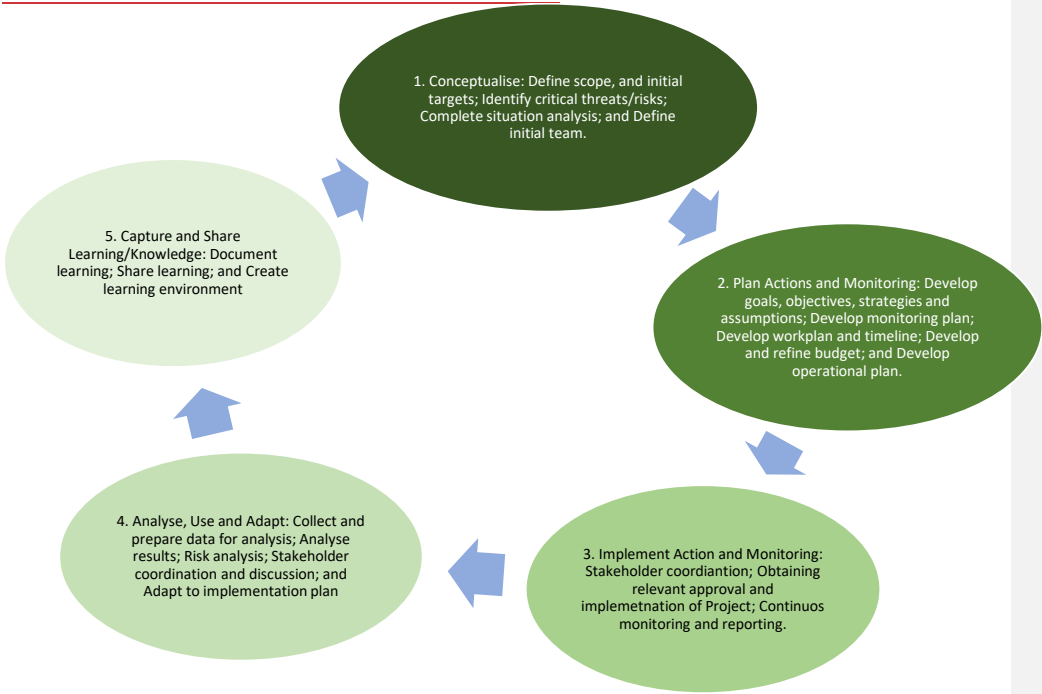 1. Conceptualise: Define scope, and initial
targets; Identify critical threats/risks;
Complete situation analysis; and Define
initial team.
2. Plan Actions and Monitoring: Develop
goals, objectives, strategies and
assumptions; Develop monitoring plan;
Develop workplan and timeline; Develop
and refine budget; and Develop
operational plan.
3. Implement Action and Monitoring:
Stakeholder coordiantion; Obtaining
relevant approval and
implemetnation of Project; Continuos
monitoring and reporting.
4. Analyse, Use and Adapt: Collect and
prepare data for analysis; Analyse
results; Risk analysis; Stakeholder
coordination and discussion; and
Adapt to implementation plan
5. Capture and Share
Learning/Knowledge: Document
learning; Share learning; and Create
learning environment